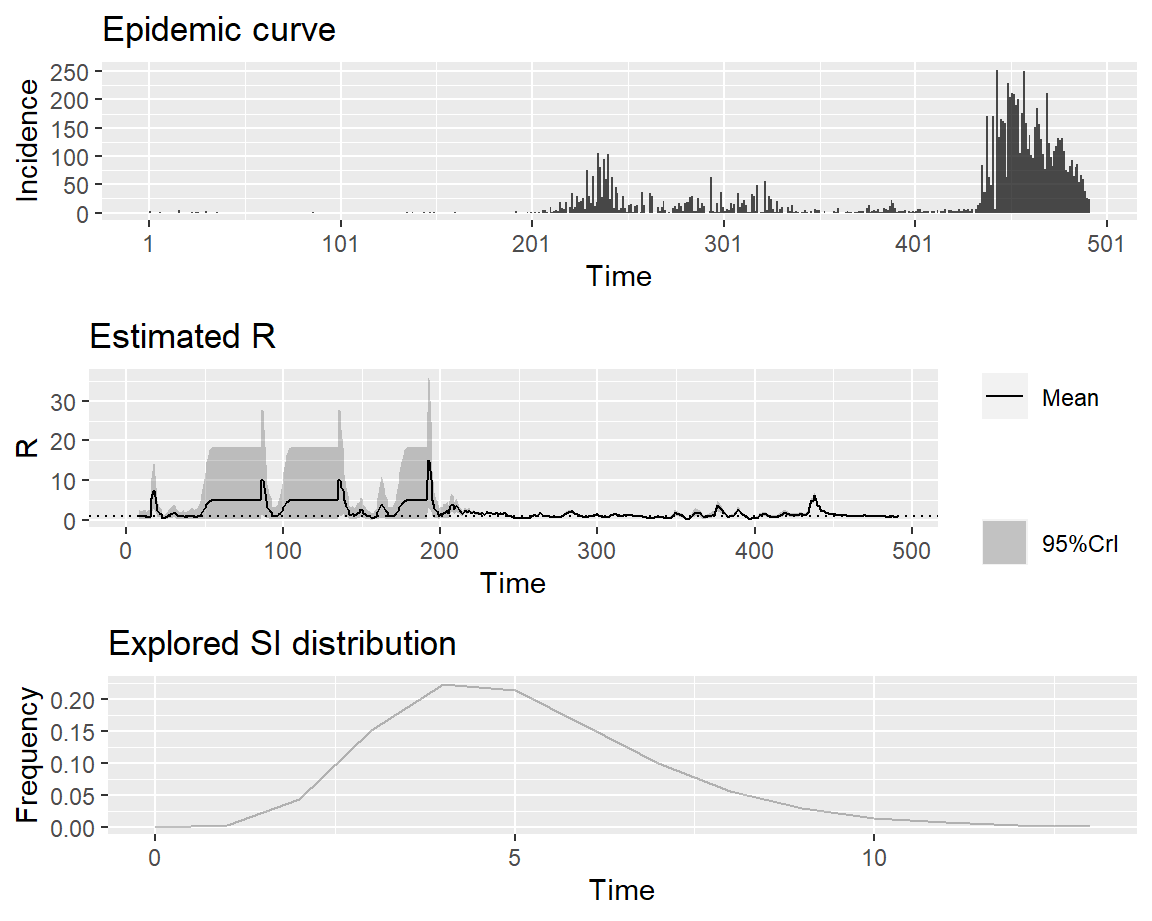 Epidemic curve
Incidence
250
200
150
100
50
0
1 101 201 301 401 501
Time
Estimated R
R
30
20
10
0
0 100 200 300 400 500
Time
Mean
95%CrI
Explored SI distribution
Frequency
0.20
0.15
0.10
0.05
0.00
0 5 10
Time